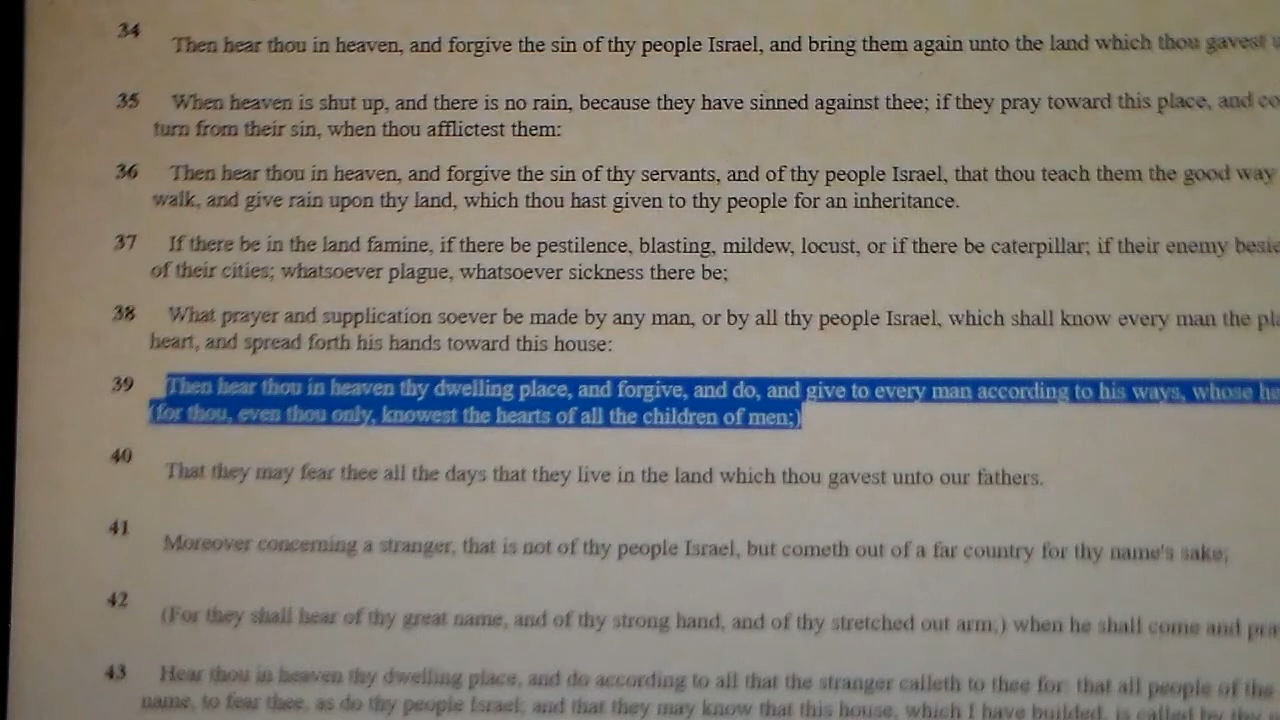 34 Then hear thou in heaven, and forgive the sin of thy people Israel, and bring them again unto the land which thou gavest
35 When heaven is shut up, and there is no rain, because they have sinned against thee; if they pray toward this place, and co
turn from their sin, when thou afflictest them:
36 Then hear thou in heaven, and forgive the sin of thy servants, and of thy people Israel, that thou teach them the good way
walk, and give rain upon thy land, which thou hast given to thy people for an inheritance.
37 If there be in the land famine, if there be pestilence, blasting, mildew, locust, or if there be caterpillar; if their enemy besie
of their cities; whatsoever plague, whatsoever sickness there be;
38 What prayer and supplication soever be made by any man, or by all thy people Israel, which shall know every man the pla
heart, and spread forth his hands toward this house:
39 Then hear thou in heaven thy dwelling place, and forgive, and do, and give to every man according to his ways, whose he
(for thou, even thou only, knowest the hearts of all the children of men;)
40 That they may fear thee all the days that they live in the land which thou gavest unto our fathers.
41 Moreover concerning a stranger, that is not of thy people Israel, but cometh out of a far country for thy name's sake;
42 (For they shall hear of thy great name, and of thy strong hand, and of thy stretched out arm;) when he shall come and pra
43 Hear thou in heaven thy dwelling place, and do according to all that the stranger calleth to thee for: that all people of the
name, to fear thee, as do thy people Israel; and that they may know that this house, which I have builded, is called by thy